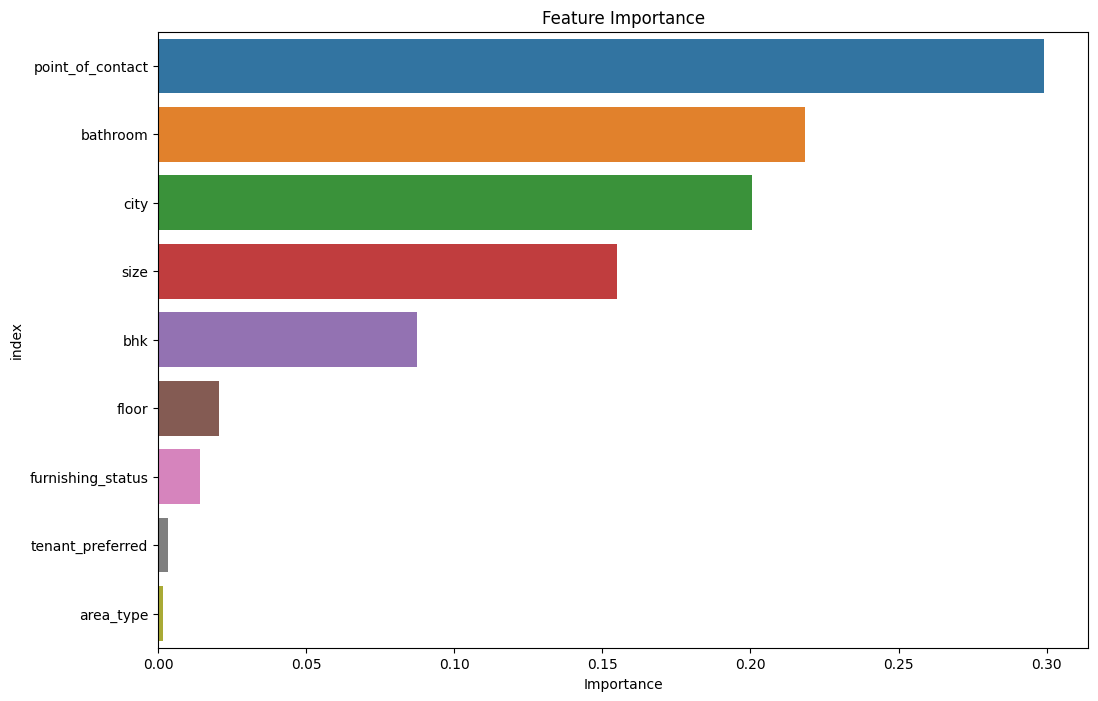 Feature Importance
point_of_contact
bathroom
city
size
bhk
floor
furnishing_status
tenant_preferred
area_type
index
0.00 0.05 0.10 0.15 0.20 0.25 0.30
Importance